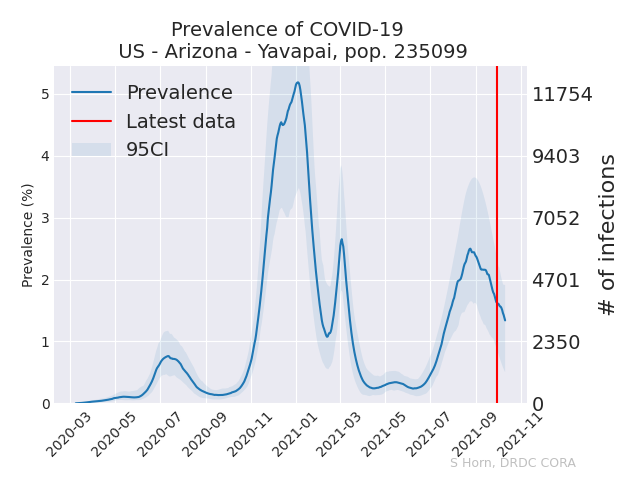 Prevalence of COVID-19
US - Arizona - Yavapai, pop. 235099
Prevalence
Latest data
95CI
Prevalence (%)
5
4
3
2
1
0
11754
9403
7052
4701
2350
0
# of infections
2020-03
2020-05
2020-07
2020-09
2020-11
2021-01
2021-03
2021-05
2021-07
2021-09
2021-11
S Horn, DRDC CORA